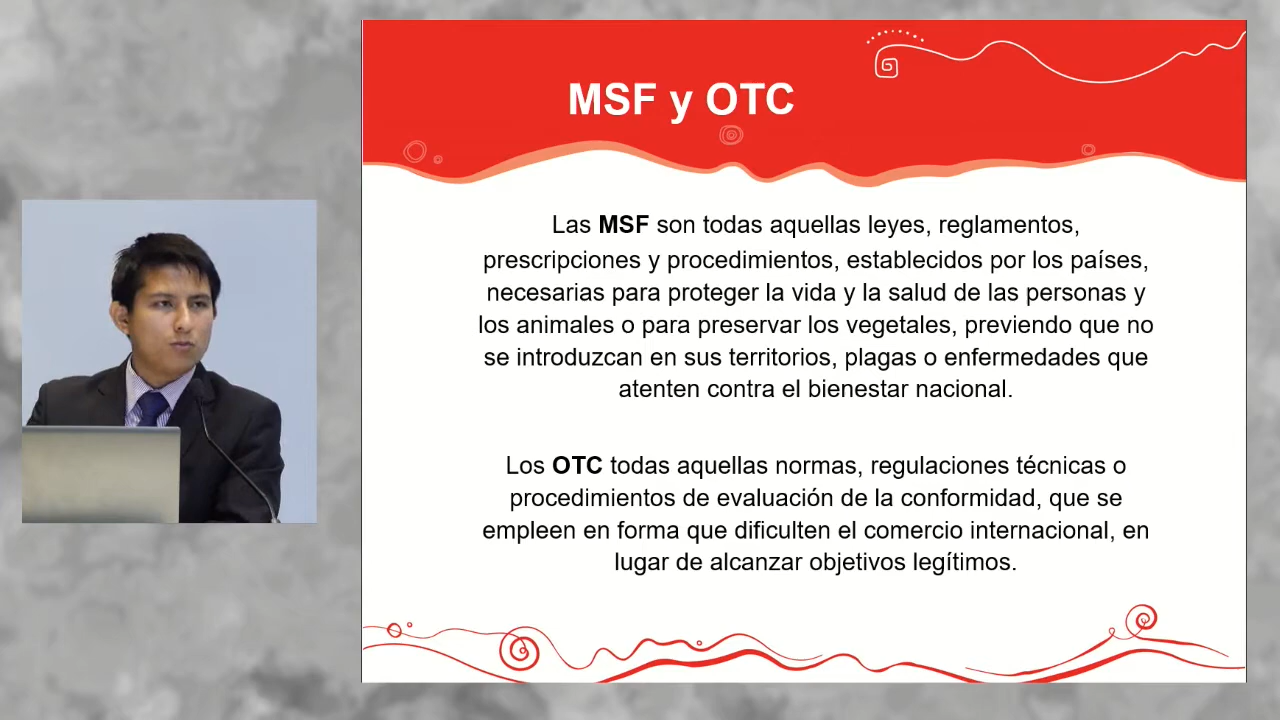 MSF y OTC
Las MSF son todas aquellas leyes, reglamentos,
prescripciones y procedimientos, establecidos por los países,
necesarias para proteger la vida y la salud de las personas y
los animales o para preservar los vegetales, previendo que no
se introduzcan en sus territorios, plagas o enfermedades que
atenten contra el bienestar nacional.
Los OTC todas aquellas normas, regulaciones técnicas o
procedimientos de evaluación de la conformidad, que se
empleen en forma que dificulten el comercio internacional, en
lugar de alcanzar objetivos legítimos.